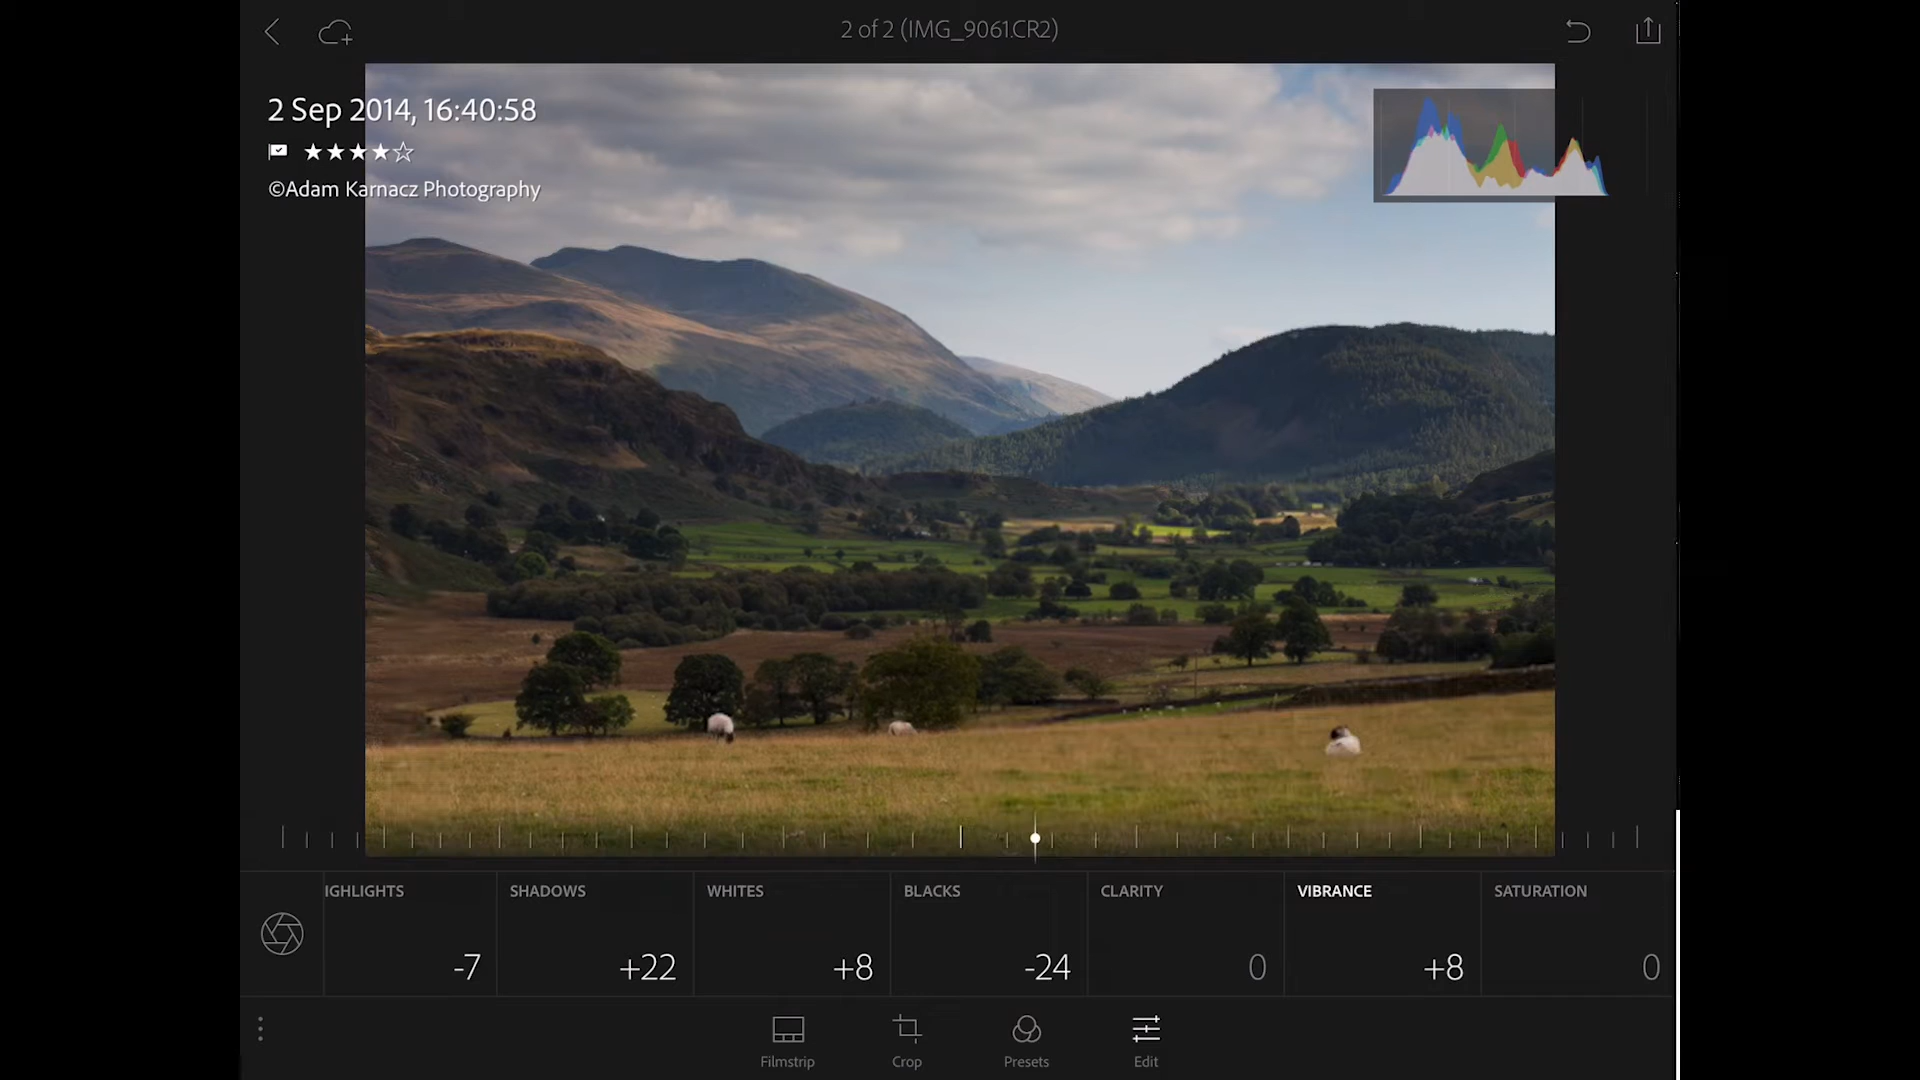 2 of 2 (IMG_9061.CR2)
2 Sep 2014, 16:40:58
©Adam Karnacz Photography
IGHLIGHTS
SHADOWS
WHITES
BLACKS
CLARITY
VIBRANCE
SATURATION
-7
+22
+8
-24
0
+8
0
Filmstrip
Crop
Presets
Edit